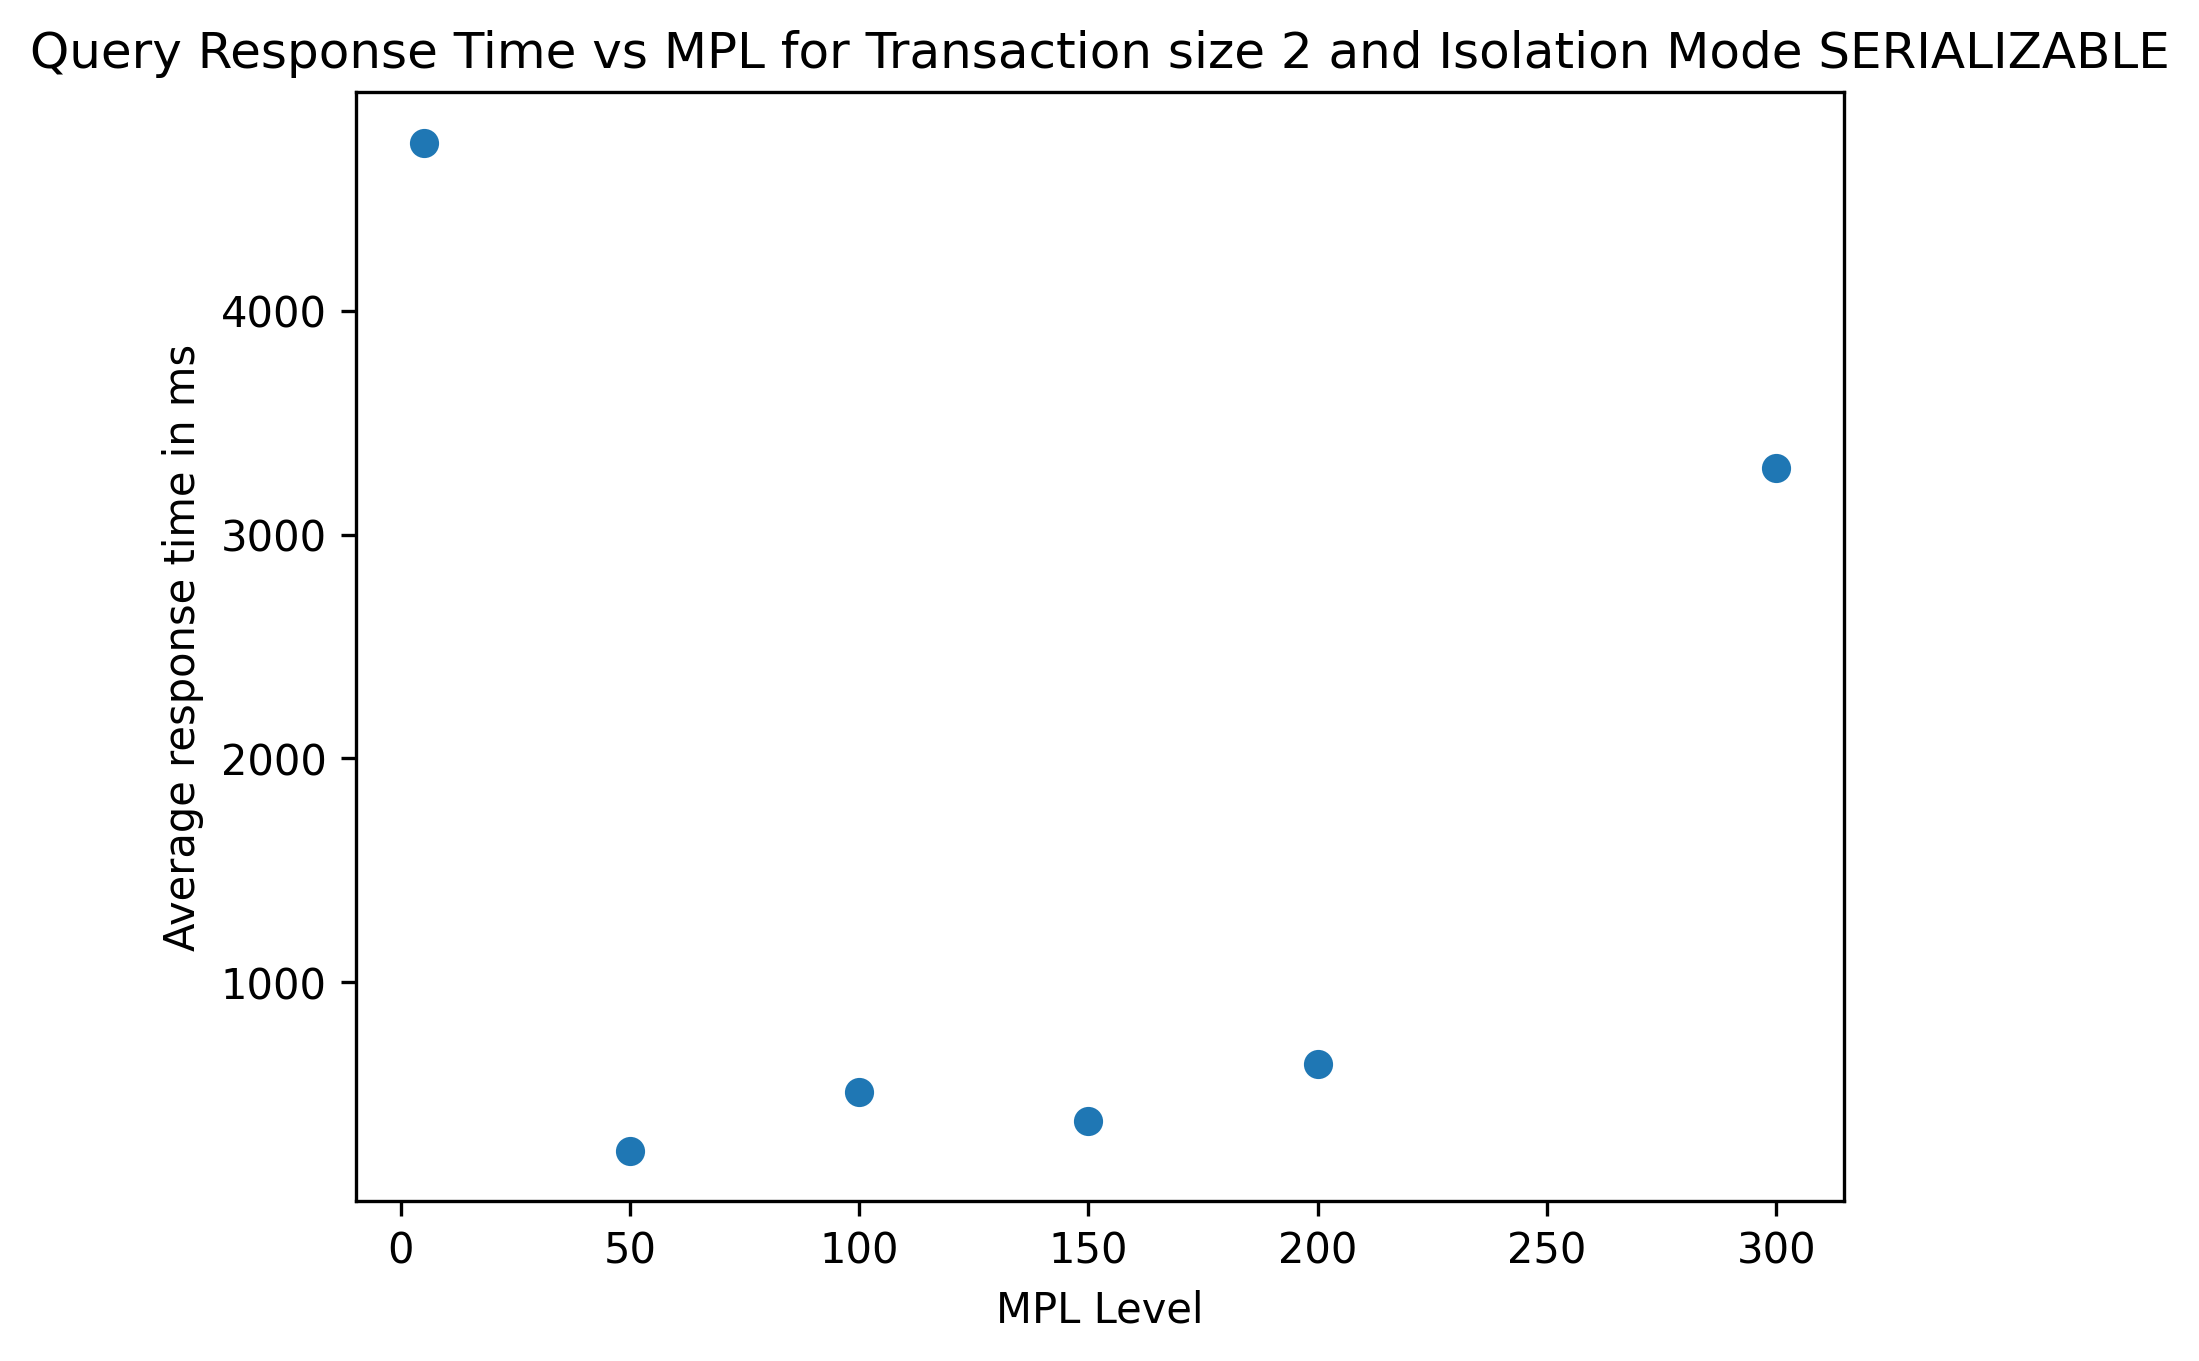 Query Response Time vs MPL for Transaction size 2 and Isolation Mode SERIALIZABLE
Average response time in ms
4000
3000
2000
1000
0 50 100 150 200 250 300
MPL Level